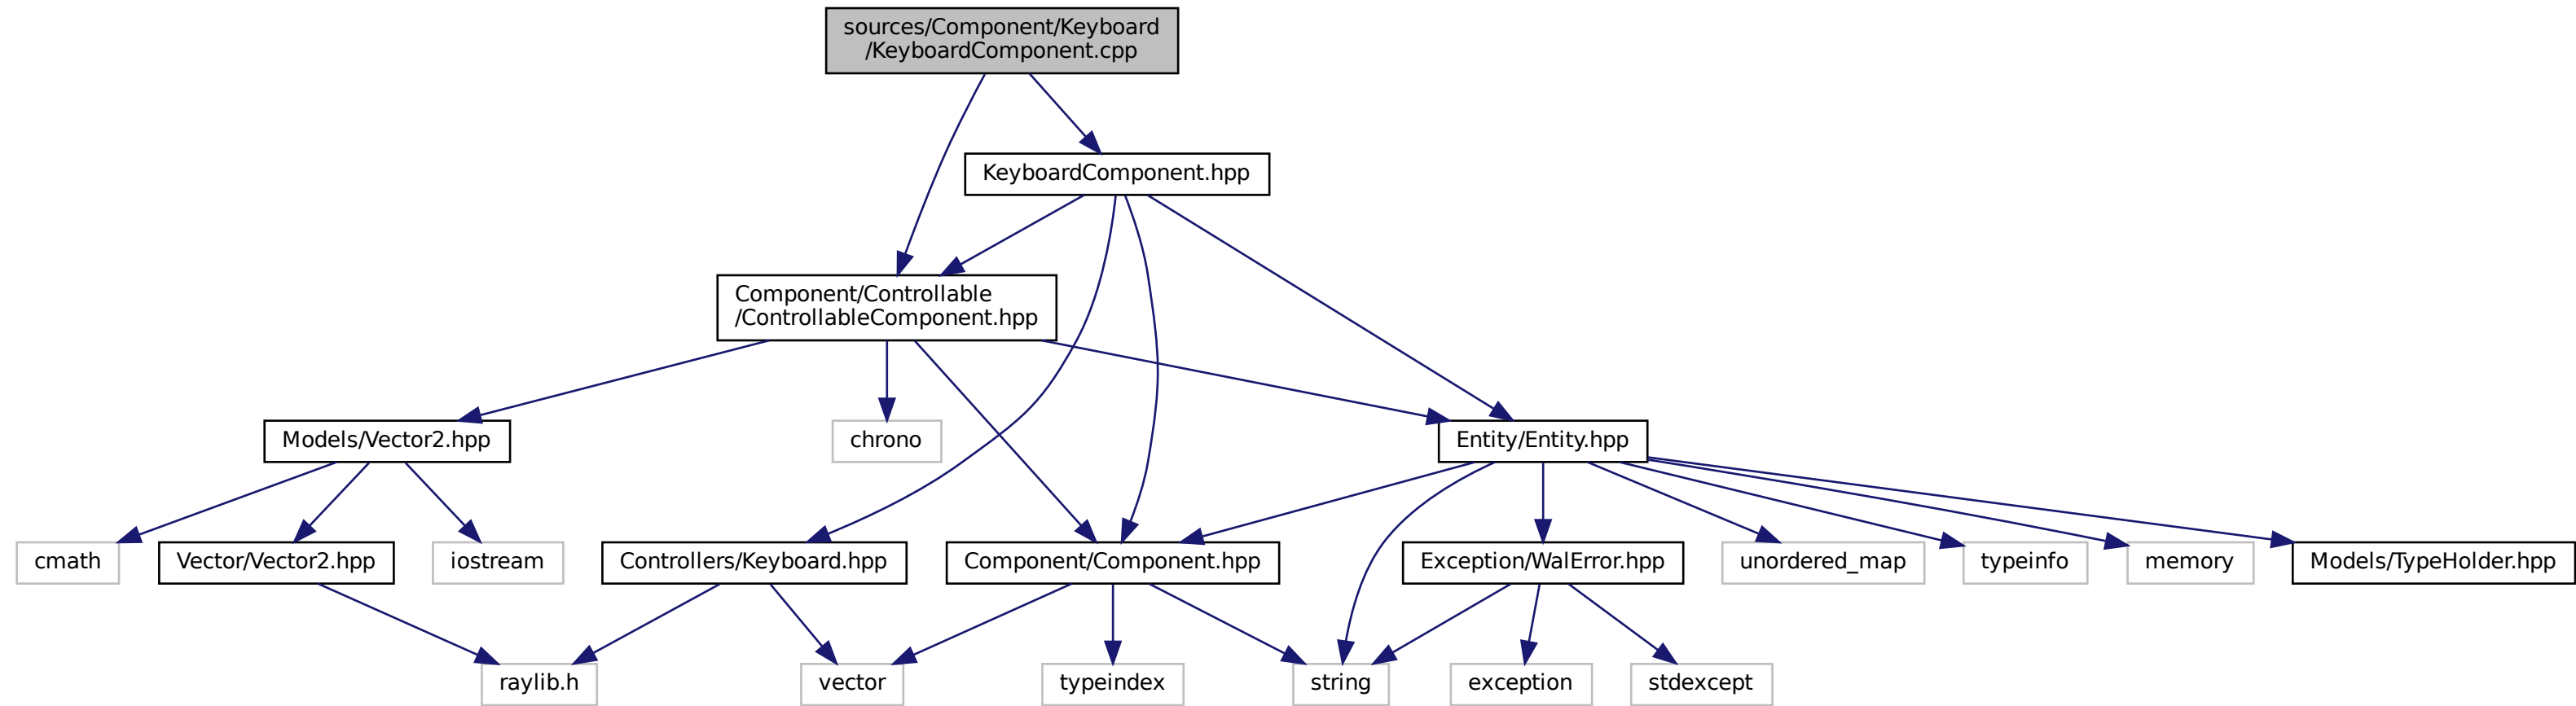 sources/Component/Keyboard
/KeyboardComponent.cpp
KeyboardComponent.hpp
Component/Controllable
/ControllableComponent.hpp
Models/Vector2.hpp
chrono
Entity/Entity.hpp
cmath
Vector/Vector2.hpp
iostream
Controllers/Keyboard.hpp
Component/Component.hpp
Exception/WalError.hpp
unordered_map
typeinfo
memory
Models/TypeHolder.hpp
raylib.h
vector
typeindex
string
exception
stdexcept